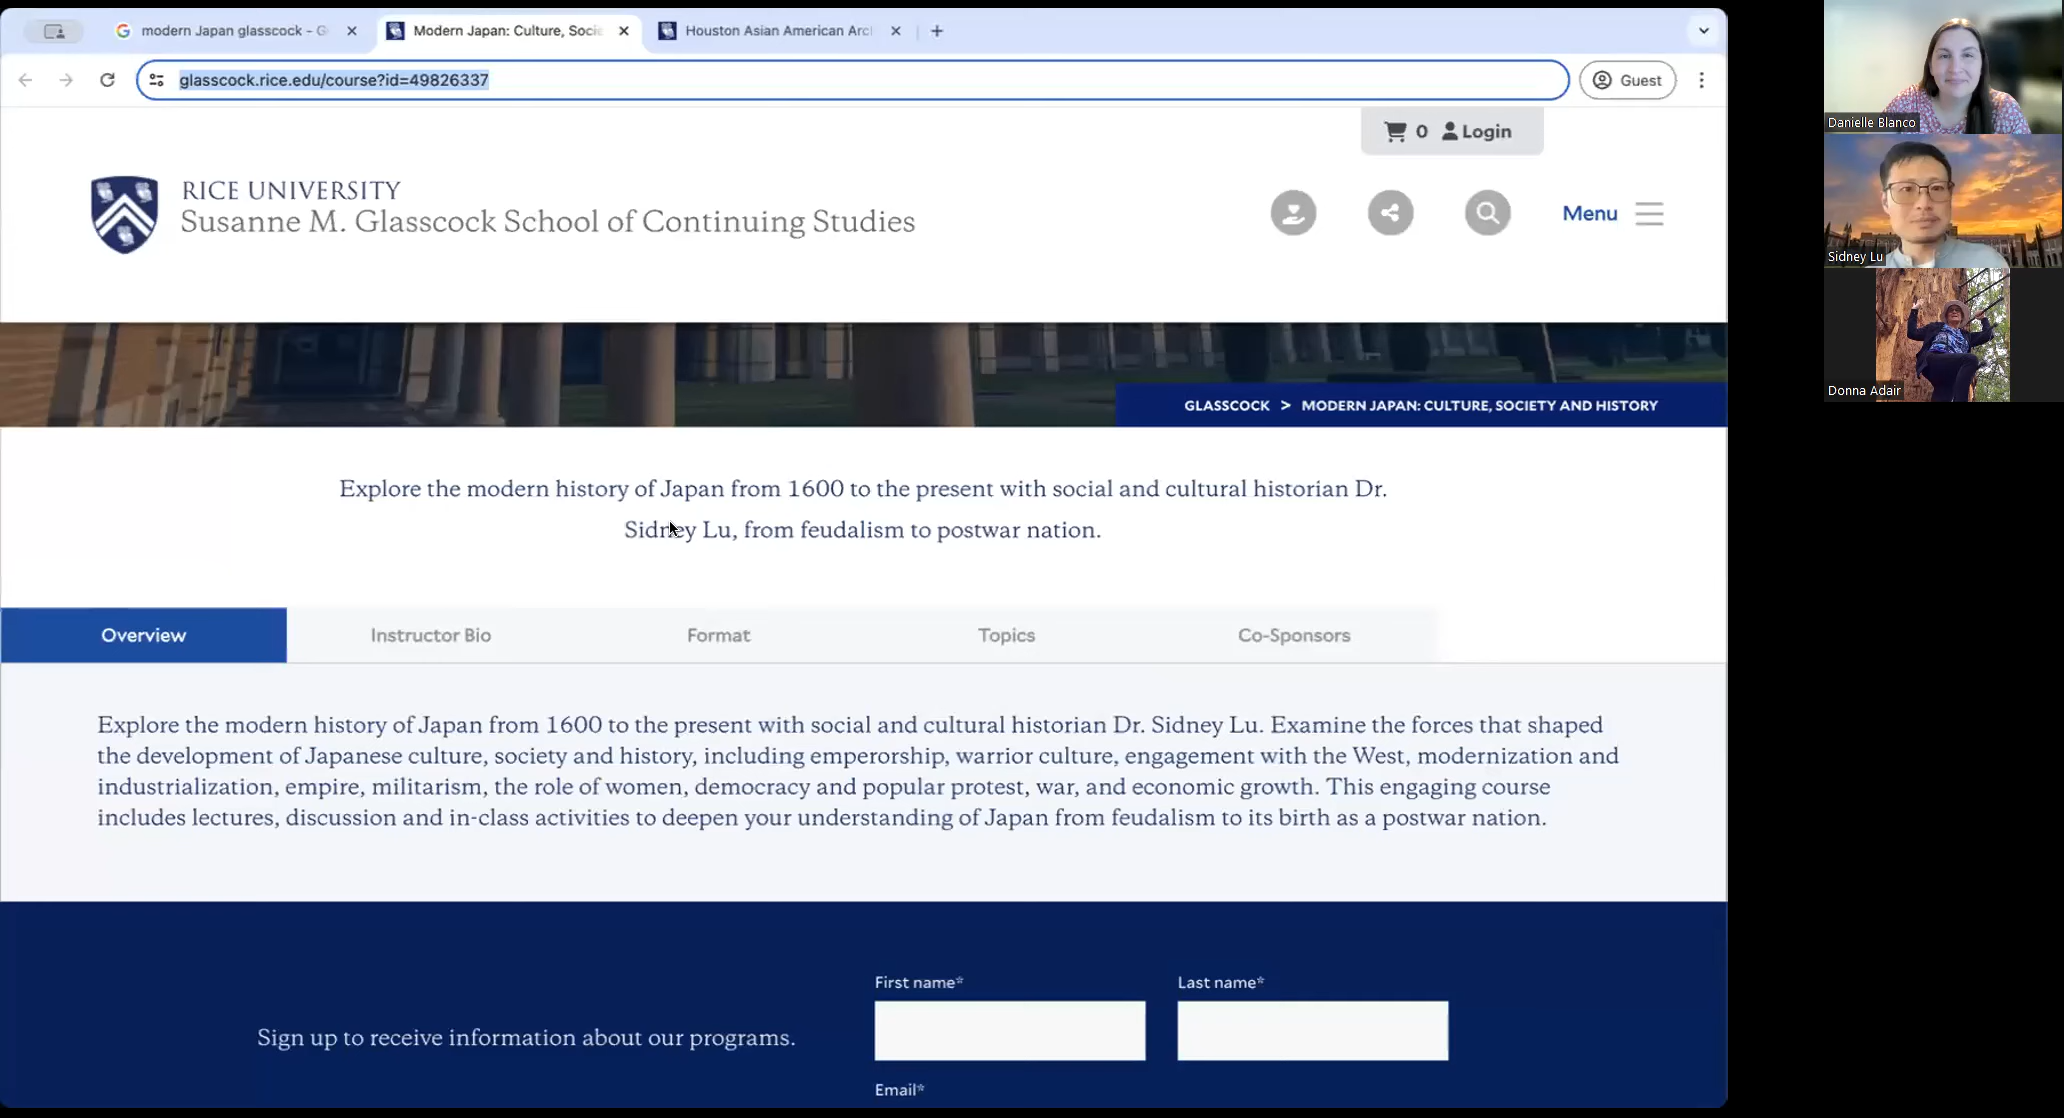 modern Japan glasscock - G
Modern Japan: Culture, Socie
Houston Asian American Arc
glasscock.rice.edu/course?id=49826337
Guest
0 Login
RICE UNIVERSITY
Susanne M. Glasscock School of Continuing Studies
Menu
GLASSCOCK > MODERN JAPAN: CULTURE, SOCIETY AND HISTORY
Explore the modern history of Japan from 1600 to the present with social and cultural historian Dr.
Sidney Lu, from feudalism to postwar nation.
Overview
Instructor Bio
Format
Topics
Co-Sponsors
Explore the modern history of Japan from 1600 to the present with social and cultural historian Dr. Sidney Lu. Examine the forces that shaped
the development of Japanese culture, society and history, including emperorship, warrior culture, engagement with the West, modernization and
industrialization, empire, militarism, the role of women, democracy and popular protest, war, and economic growth. This engaging course
includes lectures, discussion and in-class activities to deepen your understanding of Japan from feudalism to its birth as a postwar nation.
Sign up to receive information about our programs.
First name*
Last name*
Email*
Danielle Blanco
Sidney Lu
Donna Adair